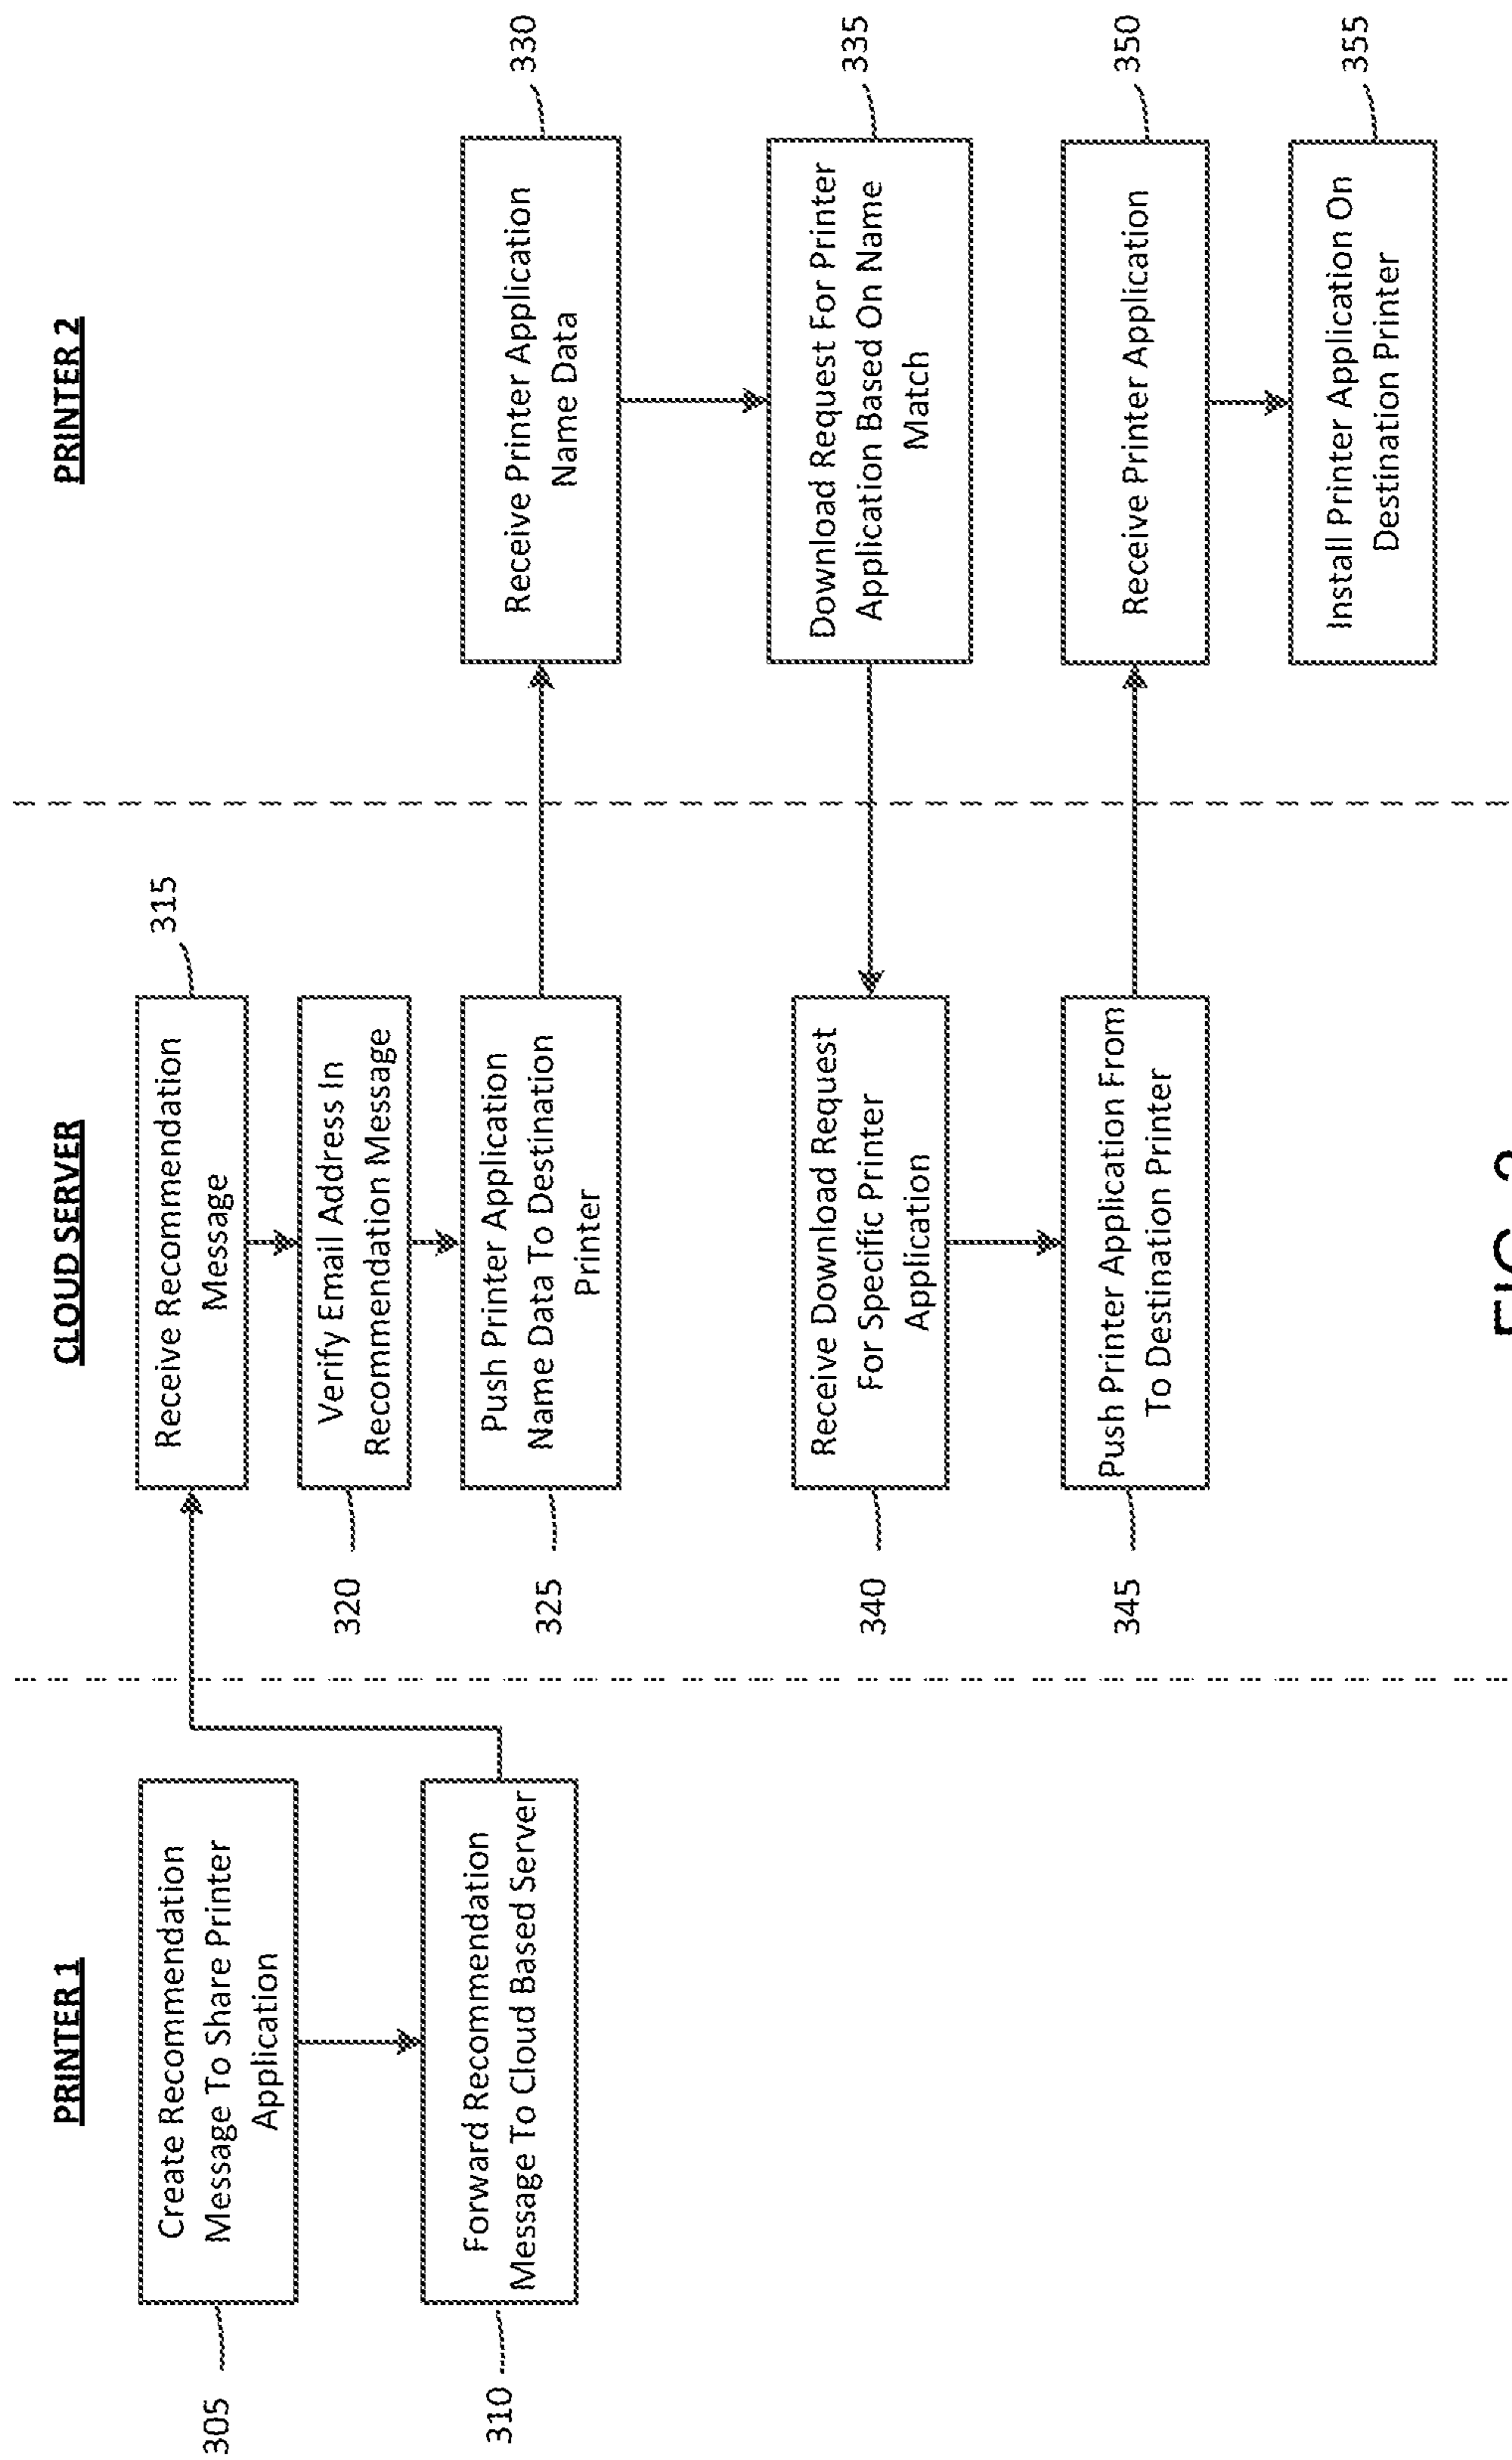 PRINTER 1
305
Create Recommendation
Message To Share Printer
Application
310
Forward Recommendation
Message To Cloud Based Server
CLOUD SERVER
315
Receive Recommendation
Message
320
Verify Email Address In
Recommendation Message
325
Push Printer Application
Name Data To Destination
Printer
340
Receive Download Request
For Specific Printer
Application
345
Push Printer Application From
To Destination Printer
PRINTER 2
330
Receive Printer Application
Name Data
335
Download Request For Printer
Application Based On Name
Match
350
Receive Printer Application
355
Install Printer Application On
Destination Printer
FIG.